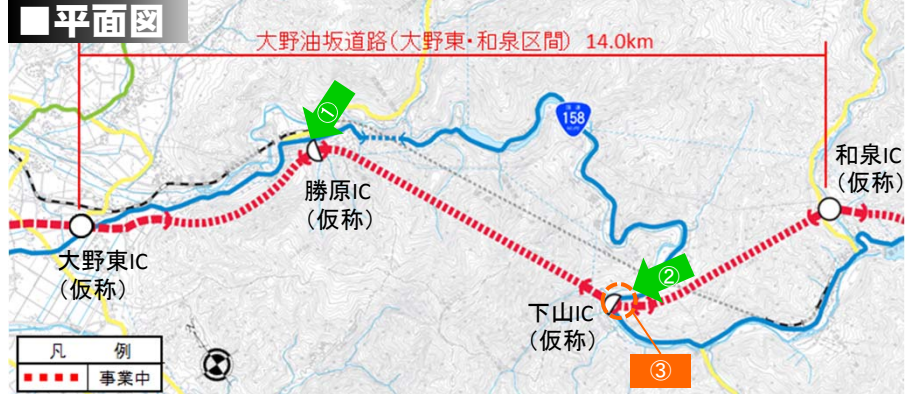 ■平面図
大野油坂道路(大野東・和泉区間) 14.0km
①
158
和泉IC
(仮称)
勝原IC
(仮称)
大野東IC
(仮称)
②
下山IC
(仮称)
③
凡 例
事業中